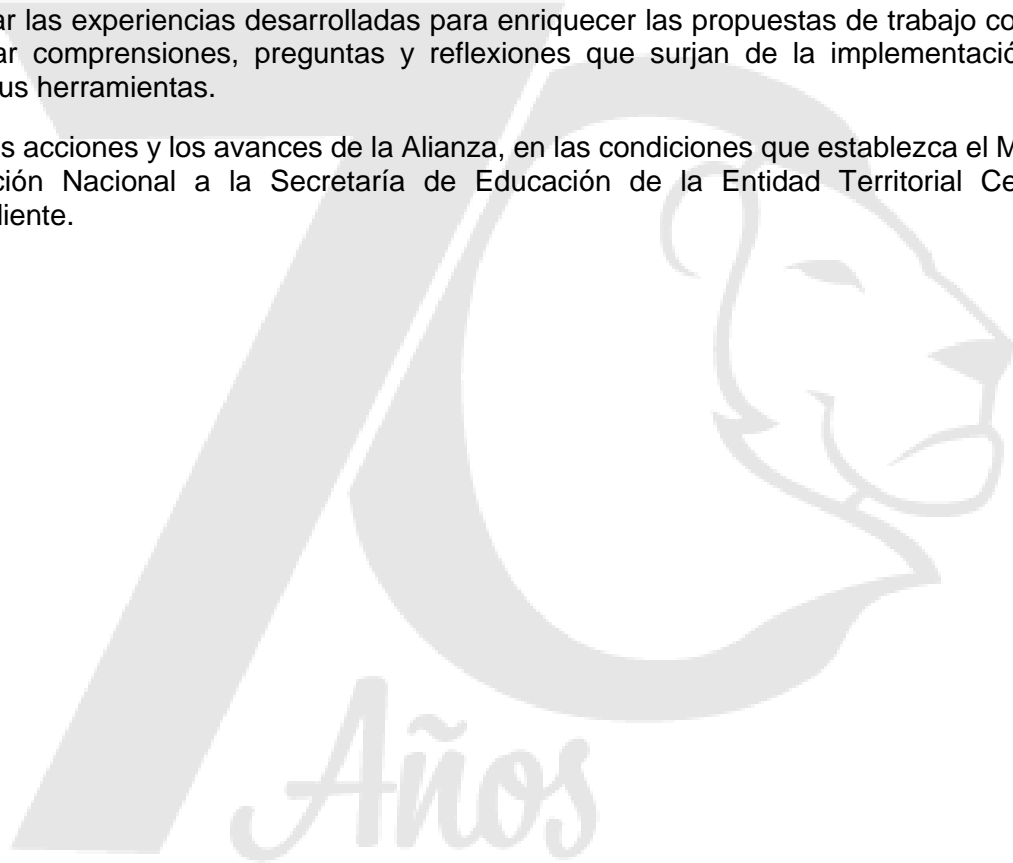 ar las experiencias desarrolladas para enriquecer las propuestas de trabajo co
ar comprensiones, preguntas y reflexiones que surjan de la implementació
us herramientas.
s acciones y los avances de la Alianza, en las condiciones que establezca el M
ción Nacional a la Secretaría de Educación de la Entidad Territorial Ce
liente.
70
Años